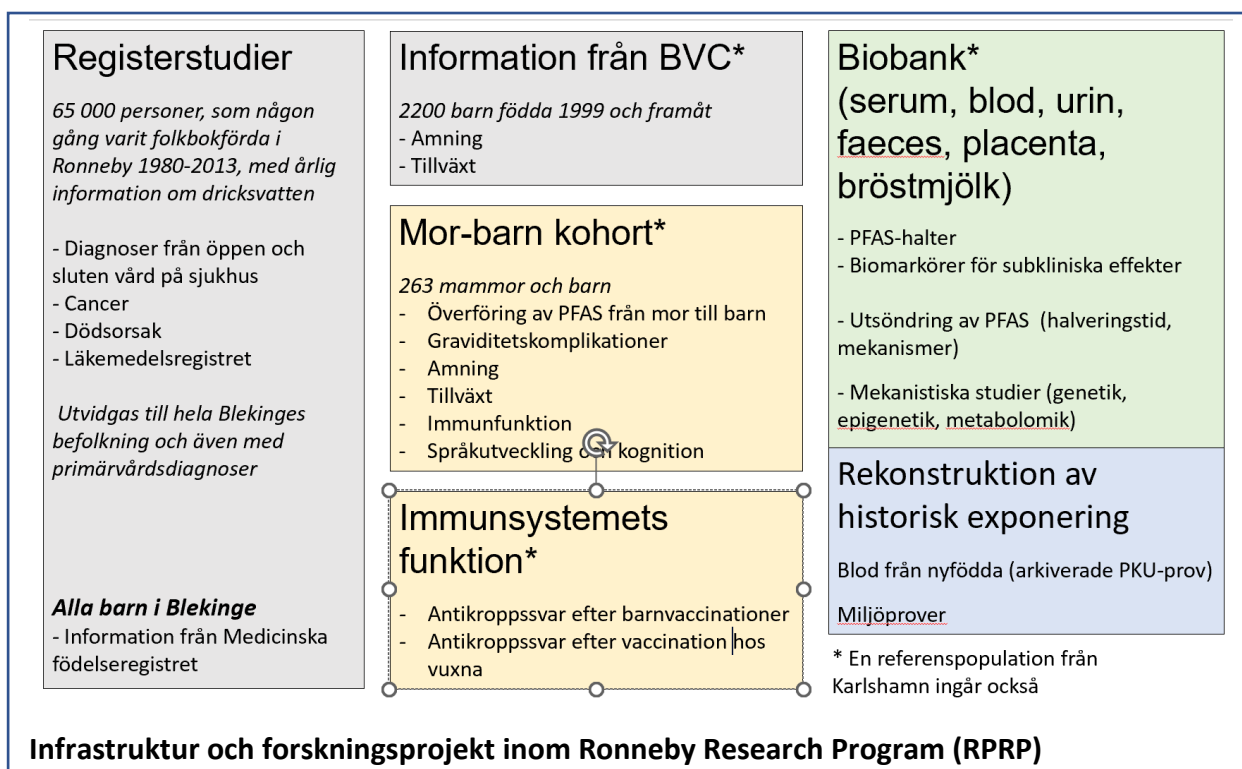 Registerstudier
65 000 personer, som någon
gång varit folkbokförda i
Ronneby 1980-2013, med årlig
information om dricksvatten
- Diagnoser från öppen och
sluten vård på sjukhus
- Cancer
- Dödsorsak
- Läkemedelsregistret
Utvidgas till hela Blekinges
befolkning och även med
primärvårdsdiagnoser
Alla barn i Blekinge
- Information från Medicinska
födelseregistret
Information från BVC*
2200 barn födda 1999 och framåt
- Amning
- Tillväxt
Mor-barn kohort*
263 mammor och barn
- Överföring av PFAS från mor till barn
- Graviditetskomplikationer
- Amning
- Tillväxt
- Immunfunktion
- Språkutveckling och kognition
Immunsystemets
funktion*
- Antikroppssvar efter barnvaccinationer
- Antikroppssvar efter vaccination hos
vuxna
Biobank*
(serum, blod, urin,
faeces, placenta,
bröstmjölk)
- PFAS-halter
- Biomarkörer för subkliniska effekter
- Utsöndring av PFAS (halveringstid,
mekanismer)
- Mekanistiska studier (genetik,
epigenetik, metabolomik)
Rekonstruktion av
historisk exponering
Blod från nyfödda (arkiverade PKU-prov)
Miljöprover
* En referenspopulation från
Karlshamn ingår också
Infrastruktur och forskningsprojekt inom Ronneby Research Program (RPRP)